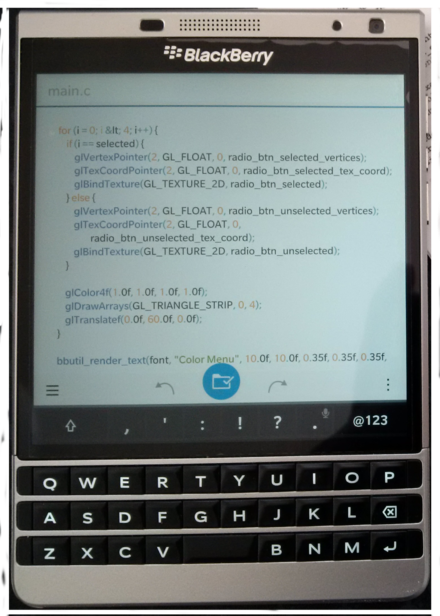 BlackBerry
main.c
for (i = 0; i &lt; 4; i++) {
if (i == selected) {
glVertexPointer(2, GL_FLOAT, 0, radio_btn_selected_vertices);
glTexCoordPointer(2, GL_FLOAT, 0, radio_btn_selected_tex_coord);
glBindTexture(GL_TEXTURE_2D, radio_btn_selected);
} else {
glVertexPointer(2, GL_FLOAT, 0, radio_btn_unselected_vertices);
glTexCoordPointer(2, GL_FLOAT, 0,
radio_btn_unselected_tex_coord);
glBindTexture(GL_TEXTURE_2D, radio_btn_unselected);
}
glColor4f(1.0f, 1.0f, 1.0f, 1.0f);
glDrawArrays(GL_TRIANGLE_STRIP, 0, 4);
glTranslatef(0.0f, 60.0f, 0.0f);
}
bbutil_render_text(font, "Color Menu", 10.0f, 10.0f, 0.35f, 0.35f, 0.35f,
, ' : ! ? . @123
Q W E R T Y U I O P
A S D F G H J K L
Z X C V B N M